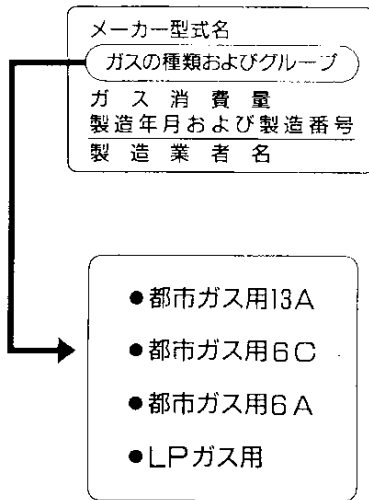 メーカー型式名
ガスの種類およびグループ
ガス消費量
製造年月および製造番号
製造業者名
●都市ガス用13A
●都市ガス用6C
●都市ガス用6A
●LPガス用